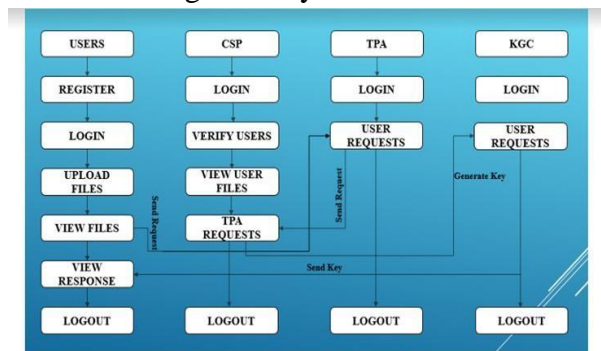 USERS
CSP
TPA
KGC
REGISTER
LOGIN
LOGIN
LOGIN
LOGIN
VERIFY USERS
USER
REQUESTS
USER
REQUESTS
UPLOAD
FILES
VIEW USER
FILES
Send Request
Generate Key
VIEW FILES
Send Request
TPA
REQUESTS
VIEW
RESPONSE
Send Key
LOGOUT
LOGOUT
LOGOUT
LOGOUT